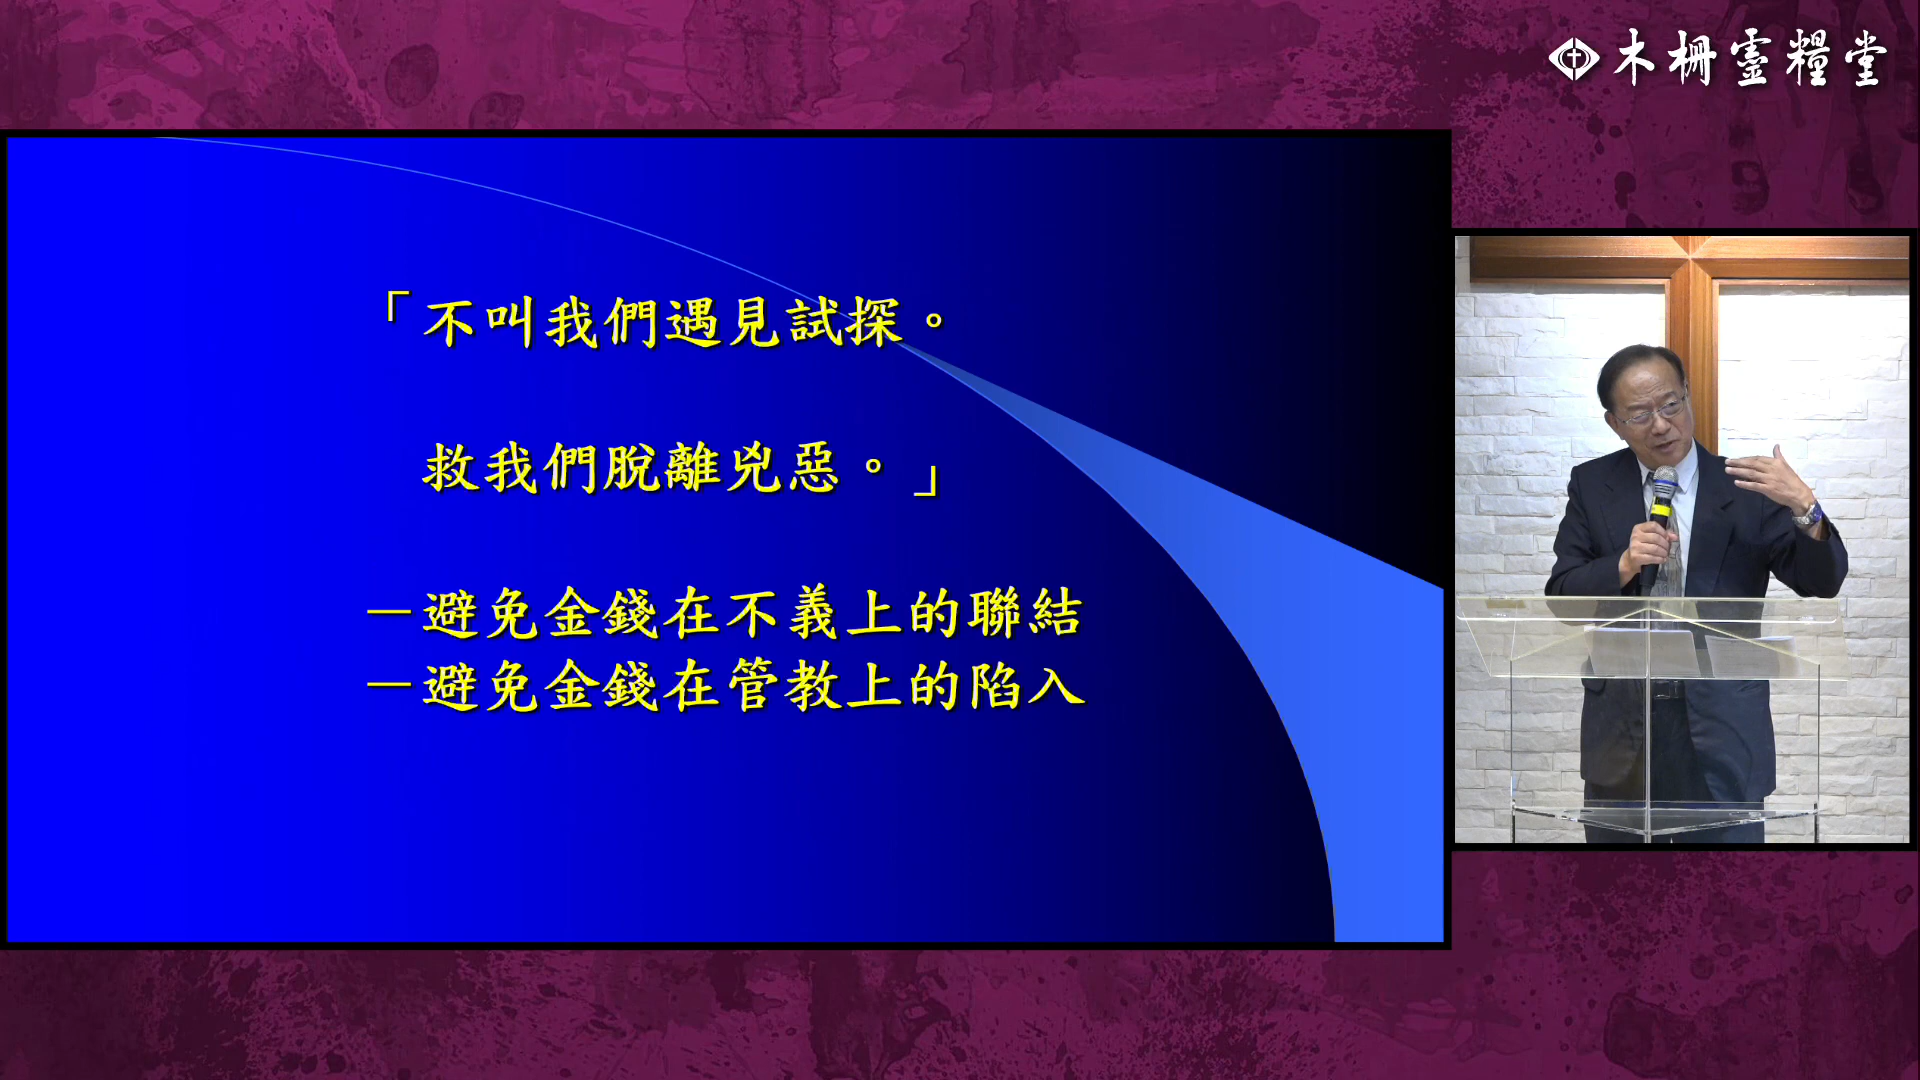 木柵靈糧堂
「不叫我們遇見試探。
救我們脫離兇惡。」
－避免金錢在不義上的聯結
－避免金錢在管教上的陷入